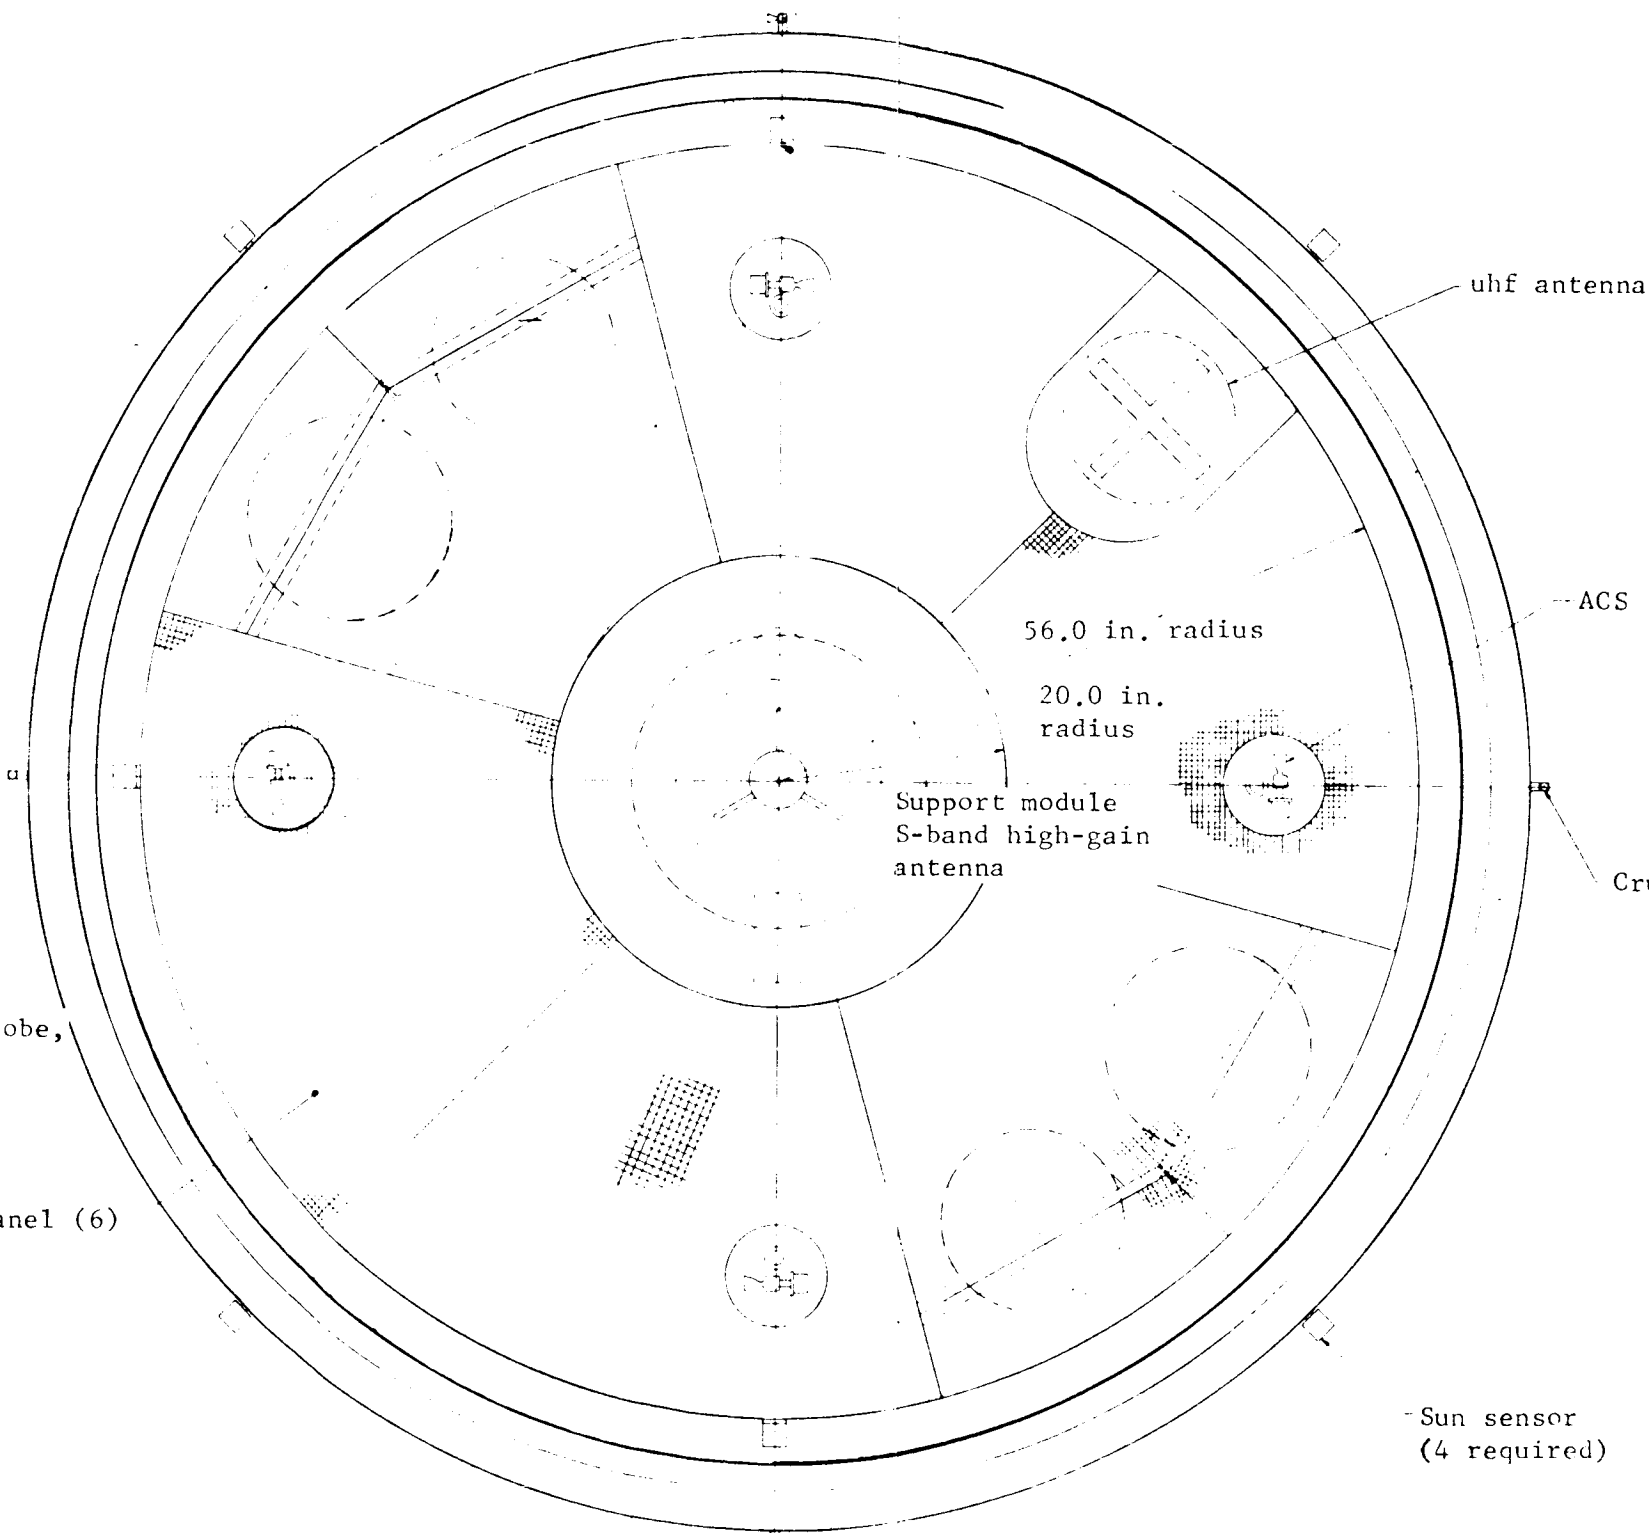 uhf antenna
ACS
56.0 in. radius
20.0 in.
radius
Support module
S-band high-gain
antenna
Cru
obe,
anel (6)
Sun sensor
(4 required)